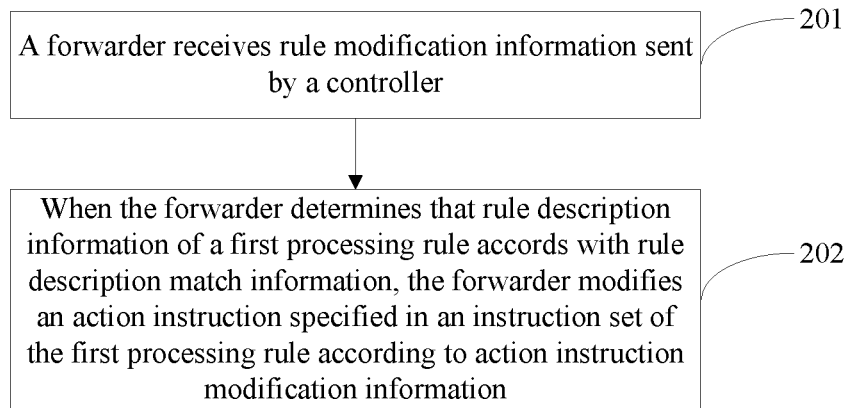 A forwarder receives rule modification information sent
by a controller
201
When the forwarder determines that rule description
information of a first processing rule accords with rule
description match information, the forwarder modifies
an action instruction specified in an instruction set of
the first processing rule according to action instruction
modification information
202